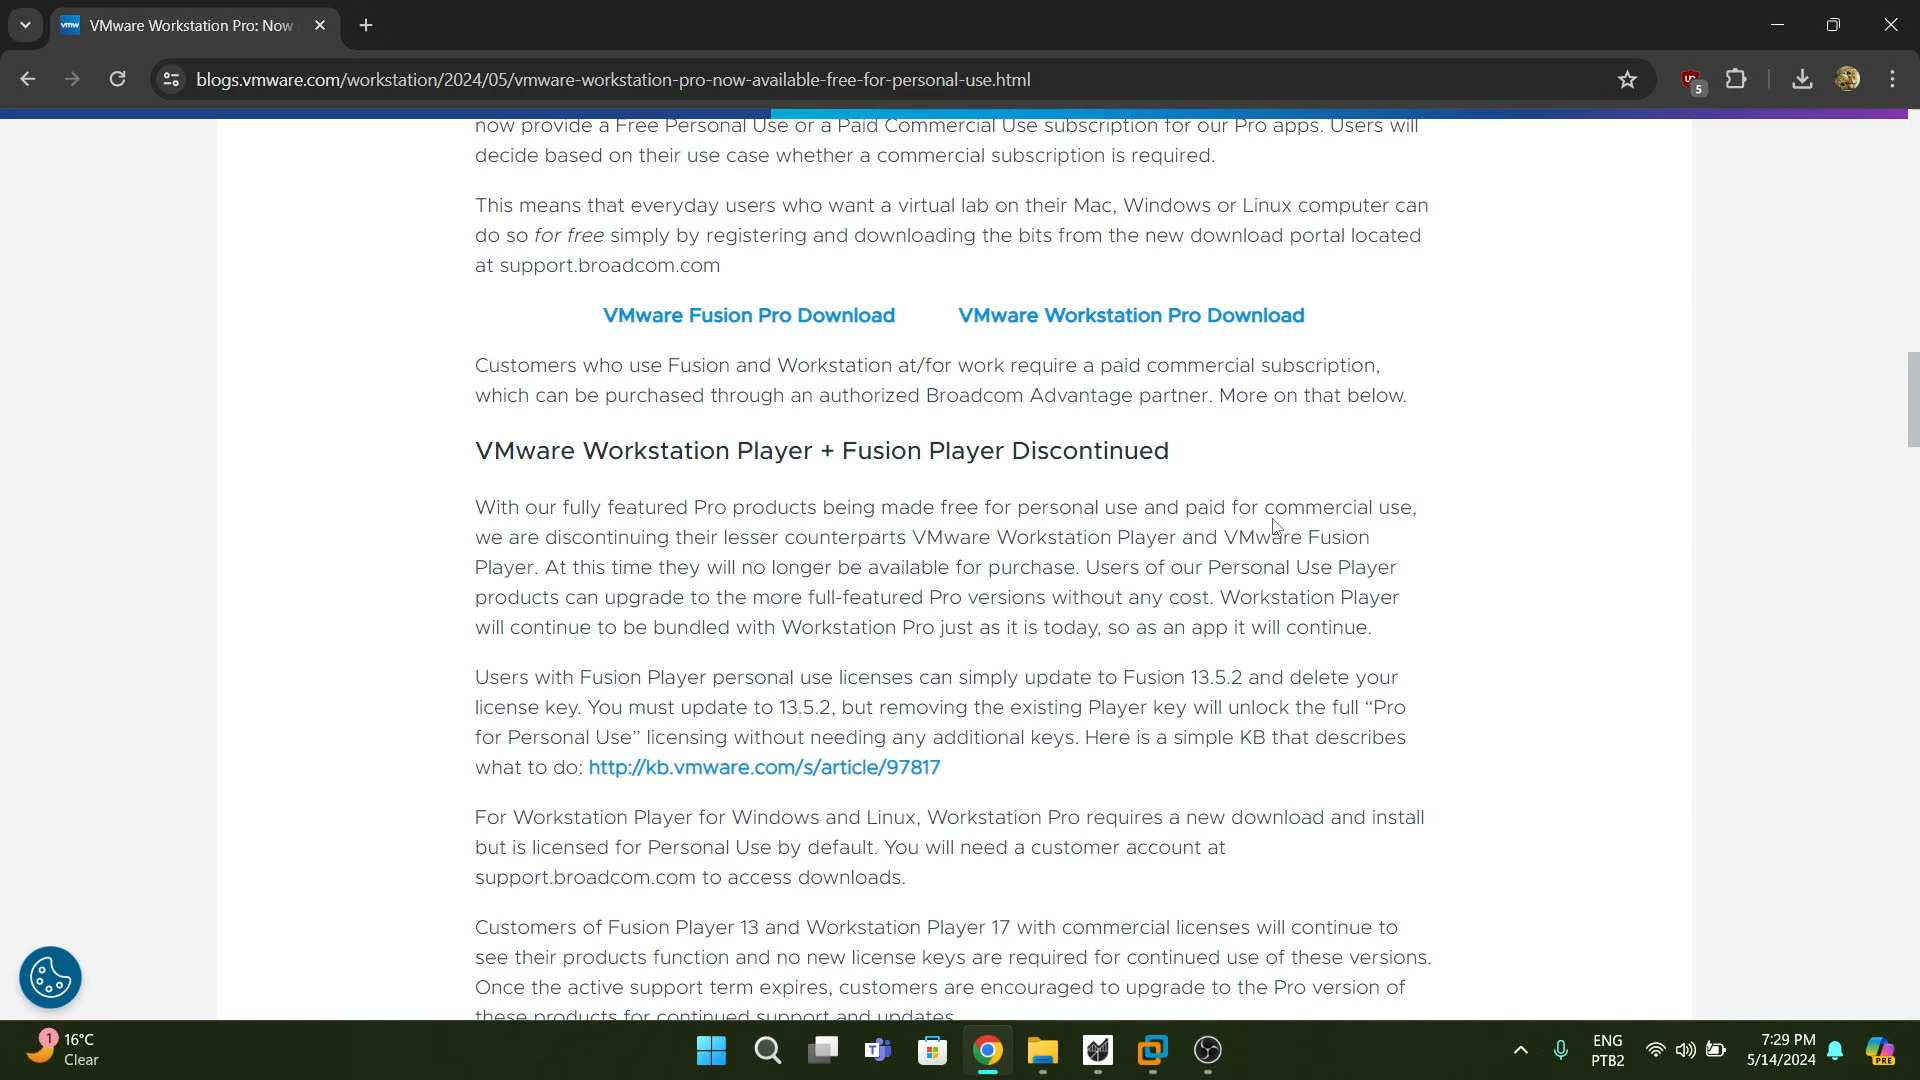 VMware Workstation Pro: Now
blogs.vmware.com/workstation/2024/05/vmware-workstation-pro-now-available-free-for-personal-use.html
5
now provide a Free Personal Use or a Paid Commercial Use subscription for our Pro apps. Users will
decide based on their use case whether a commercial subscription is required.
This means that everyday users who want a virtual lab on their Mac, Windows or Linux computer can
do so for free simply by registering and downloading the bits from the new download portal located
at support.broadcom.com
VMware Fusion Pro Download VMware Workstation Pro Download
Customers who use Fusion and Workstation at/for work require a paid commercial subscription,
which can be purchased through an authorized Broadcom Advantage partner. More on that below.
VMware Workstation Player + Fusion Player Discontinued
With our fully featured Pro products being made free for personal use and paid for commercial use,
we are discontinuing their lesser counterparts VMware Workstation Player and VMware Fusion
Player. At this time they will no longer be available for purchase. Users of our Personal Use Player
products can upgrade to the more full-featured Pro versions without any cost. Workstation Player
will continue to be bundled with Workstation Pro just as it is today, so as an app it will continue.
Users with Fusion Player personal use licenses can simply update to Fusion 13.5.2 and delete your
license key. You must update to 13.5.2, but removing the existing Player key will unlock the full “Pro
for Personal Use” licensing without needing any additional keys. Here is a simple KB that describes
what to do: http://kb.vmware.com/s/article/97817
For Workstation Player for Windows and Linux, Workstation Pro requires a new download and install
but is licensed for Personal Use by default. You will need a customer account at
support.broadcom.com to access downloads.
Customers of Fusion Player 13 and Workstation Player 17 with commercial licenses will continue to
see their products function and no new license keys are required for continued use of these versions.
Once the active support term expires, customers are encouraged to upgrade to the Pro version of
these products for continued support and updates.
1
16°C
Clear
ENG
PTB2
7:29 PM
5/14/2024
PRE